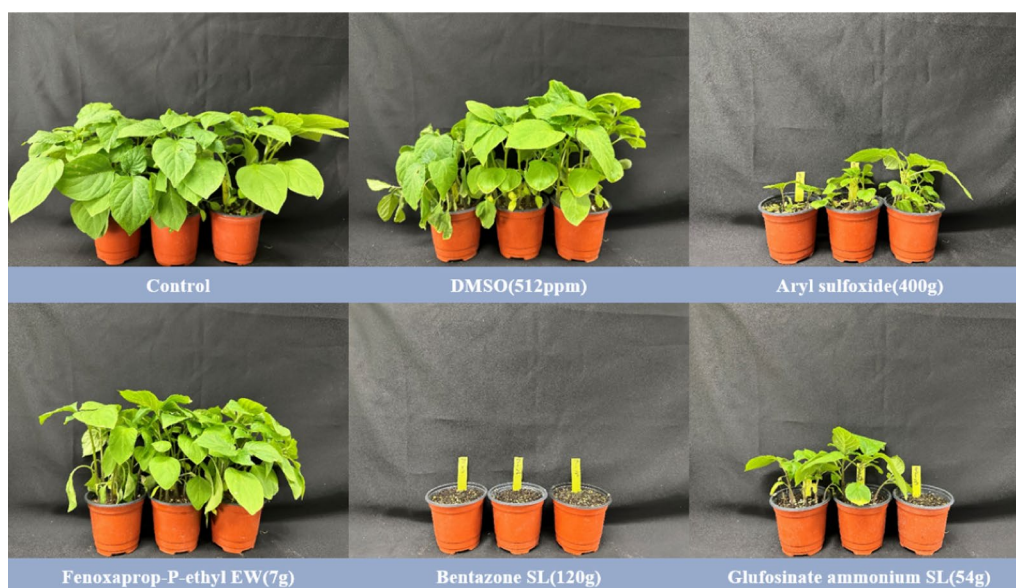 Control
DMSO(512ppm)
Aryl sulfoxide(400g)
Fenoxaprop-P-ethyl EW(7g)
Bentazone SL(120g)
Glufosinate ammonium SL(54g)